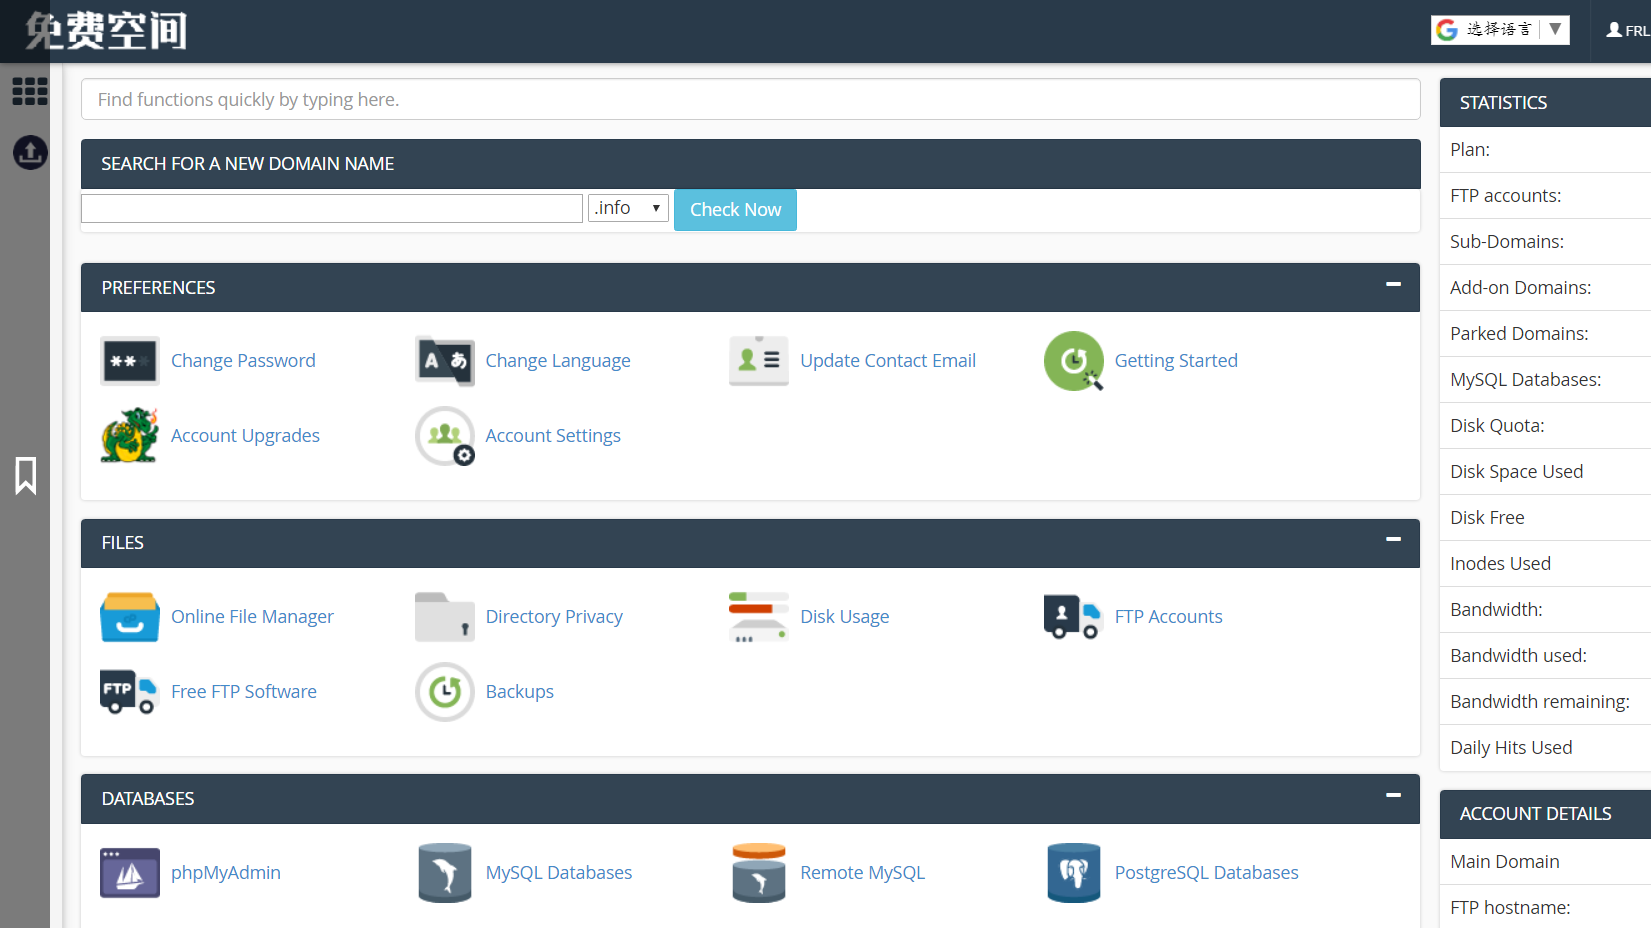 免费空间
选择语言 ▼
FRL
Find functions quickly by typing here.
SEARCH FOR A NEW DOMAIN NAME
.info
Check Now
PREFERENCES
Change Password
Change Language
Update Contact Email
Getting Started
Account Upgrades
Account Settings
FILES
Online File Manager
Directory Privacy
Disk Usage
FTP Accounts
FTP
Free FTP Software
Backups
DATABASES
phpMyAdmin
MySQL Databases
Remote MySQL
PostgreSQL Databases
STATISTICS
Plan:
FTP accounts:
Sub-Domains:
Add-on Domains:
Parked Domains:
MySQL Databases:
Disk Quota:
Disk Space Used
Disk Free
Inodes Used
Bandwidth:
Bandwidth used:
Bandwidth remaining:
Daily Hits Used
ACCOUNT DETAILS
Main Domain
FTP hostname: